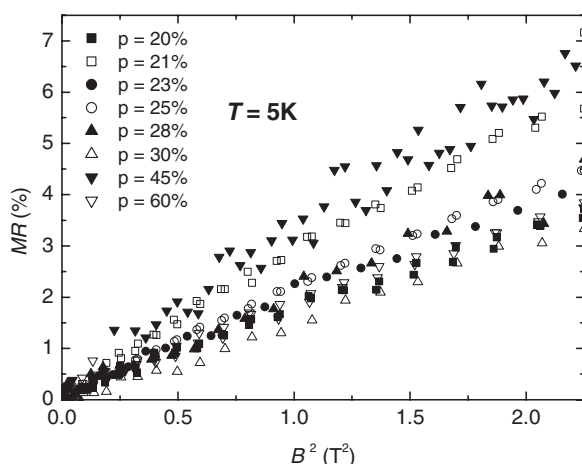 7
6
5
4
3
2
1
0
MR (%)
p = 20%
p = 21%
p = 23%
p = 25%
p = 28%
p = 30%
p = 45%
p = 60%
T = 5K
0.0 0.5 1.0 1.5 2.0
B² (T²)